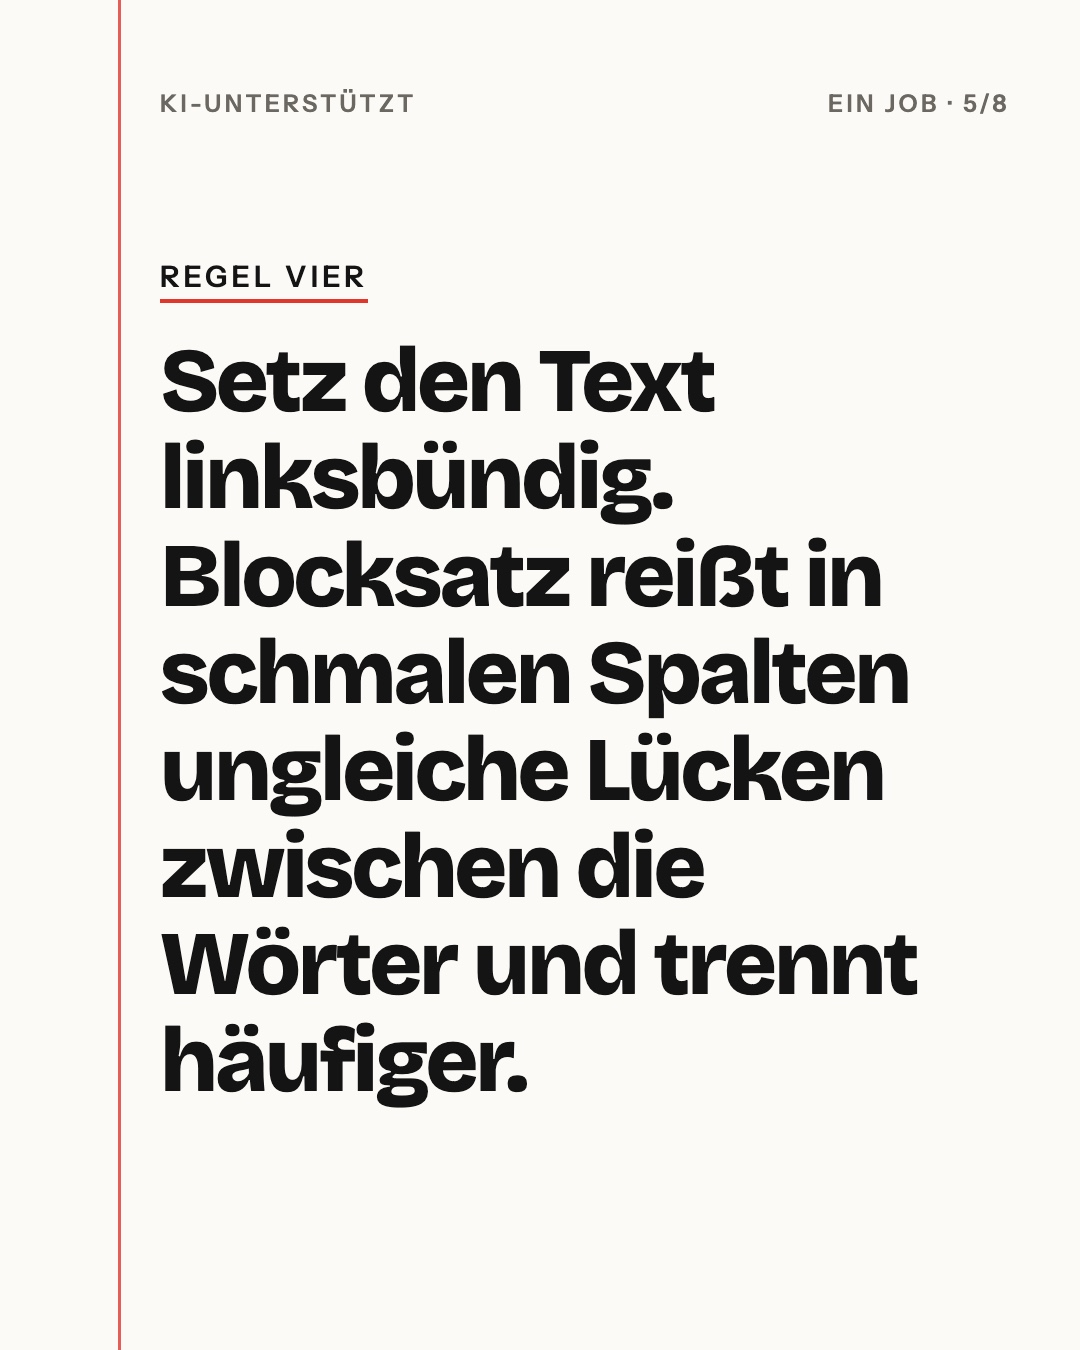 KI-UNTERSTÜTZT
EIN JOB · 5/8
REGEL VIER
Setz den Text
linksbündig.
Blocksatz reißt in
schmalen Spalten
ungleiche Lücken
zwischen die
Wörter und trennt
häufiger.